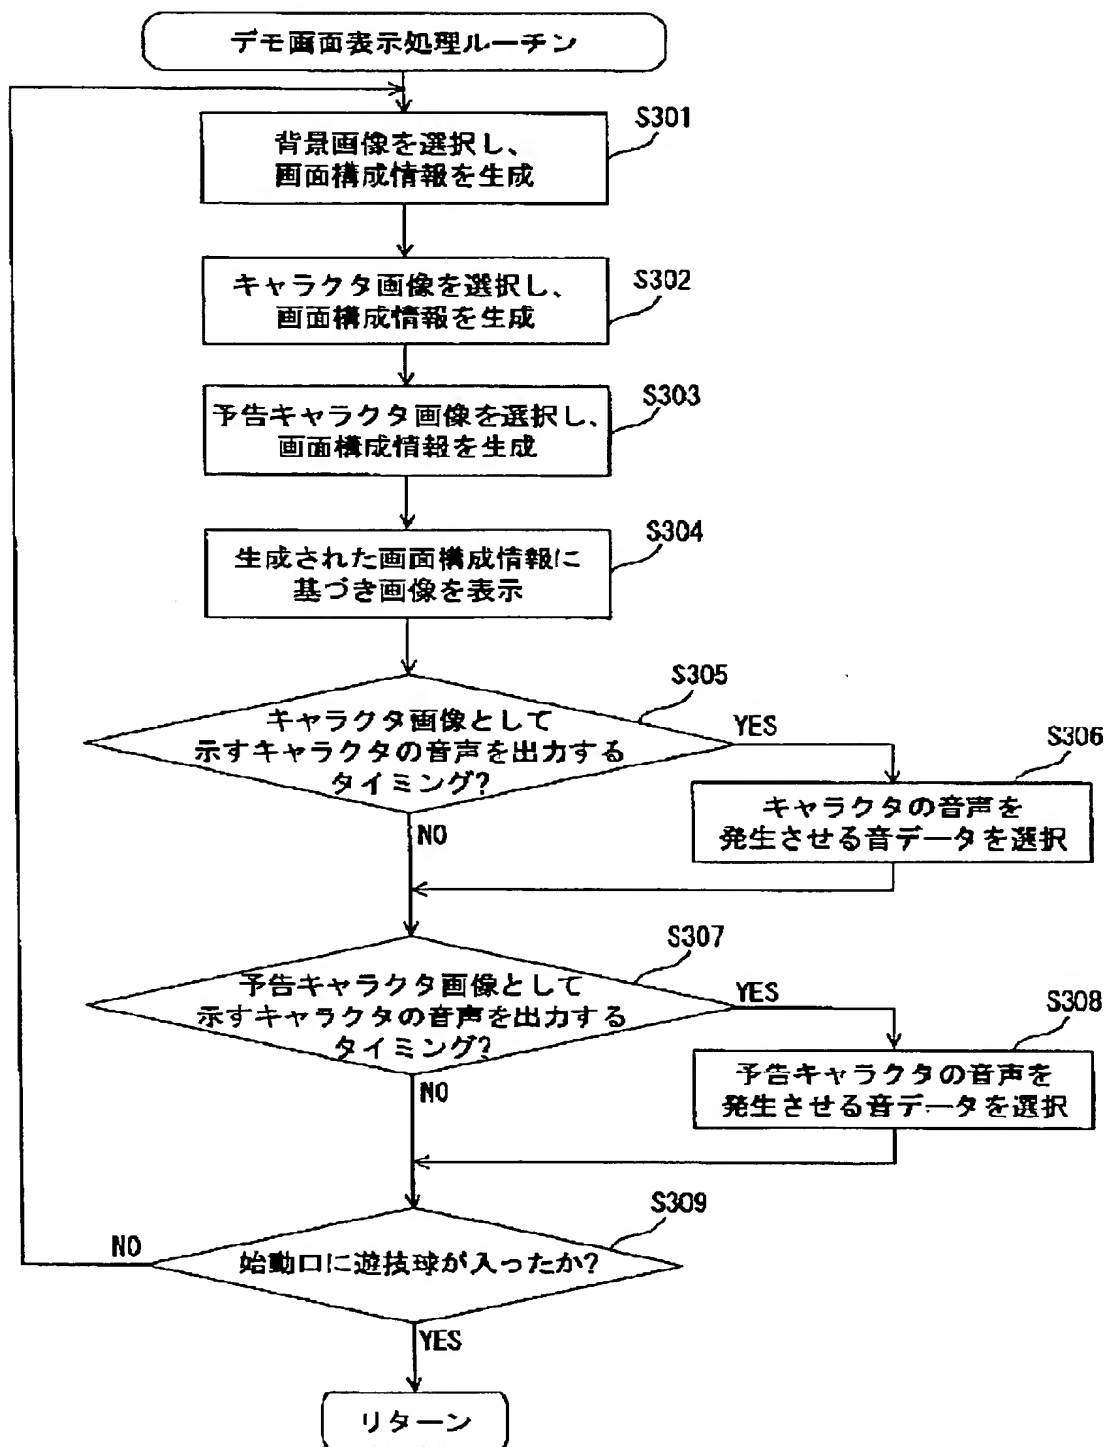 デモ画面表示処理ルーチン
S301
背景画像を選択し、
画面構成情報を生成
S302
キャラクタ画像を選択し、
画面構成情報を生成
S303
予告キャラクタ画像を選択し、
画面構成情報を生成
S304
生成された画面構成情報に
基づき画像を表示
S305
キャラクタ画像として
示すキャラクタの音声を出力する
タイミング?
YES
NO
S306
キャラクタの音声を
発生させる音データを選択
S307
予告キャラクタ画像として
示すキャラクタの音声を出力する
タイミング?
YES
NO
S308
予告キャラクタの音声を
発生させる音データを選択
S309
始動口に遊技球が入ったか?
NO
YES
リターン